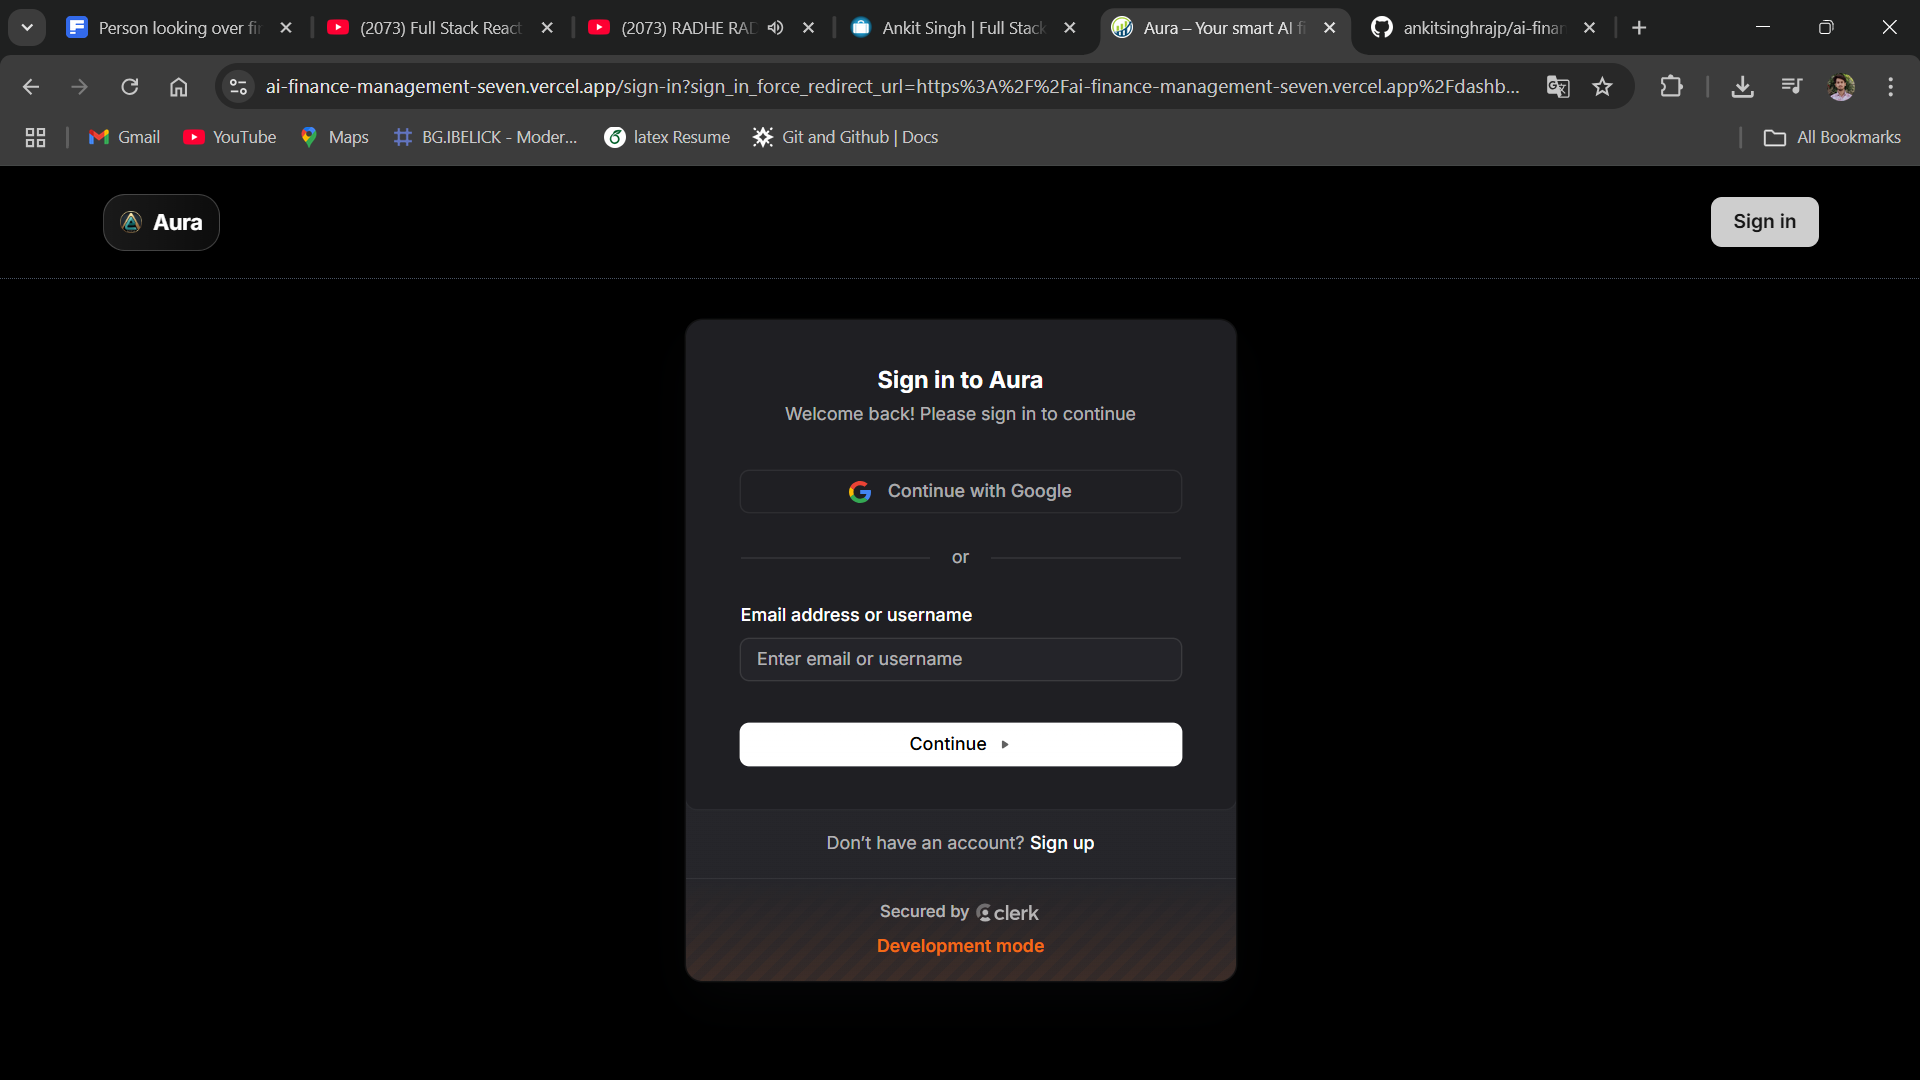 Person looking over fi
(2073) Full Stack React
(2073) RADHE RAD
Ankit Singh | Full Stack
Aura – Your smart AI fi
ankitsinghrajp/ai-finan
ai-finance-management-seven.vercel.app/sign-in?sign_in_force_redirect_url=https%3A%2F%2Fai-finance-management-seven.vercel.app%2Fdashb...
Gmail
YouTube
Maps
BG.IBELICK - Moder...
latex Resume
Git and Github | Docs
All Bookmarks
Aura
Sign in
Sign in to Aura
Welcome back! Please sign in to continue
Continue with Google
or
Email address or username
Enter email or username
Continue
Don’t have an account? Sign up
Secured by clerk
Development mode